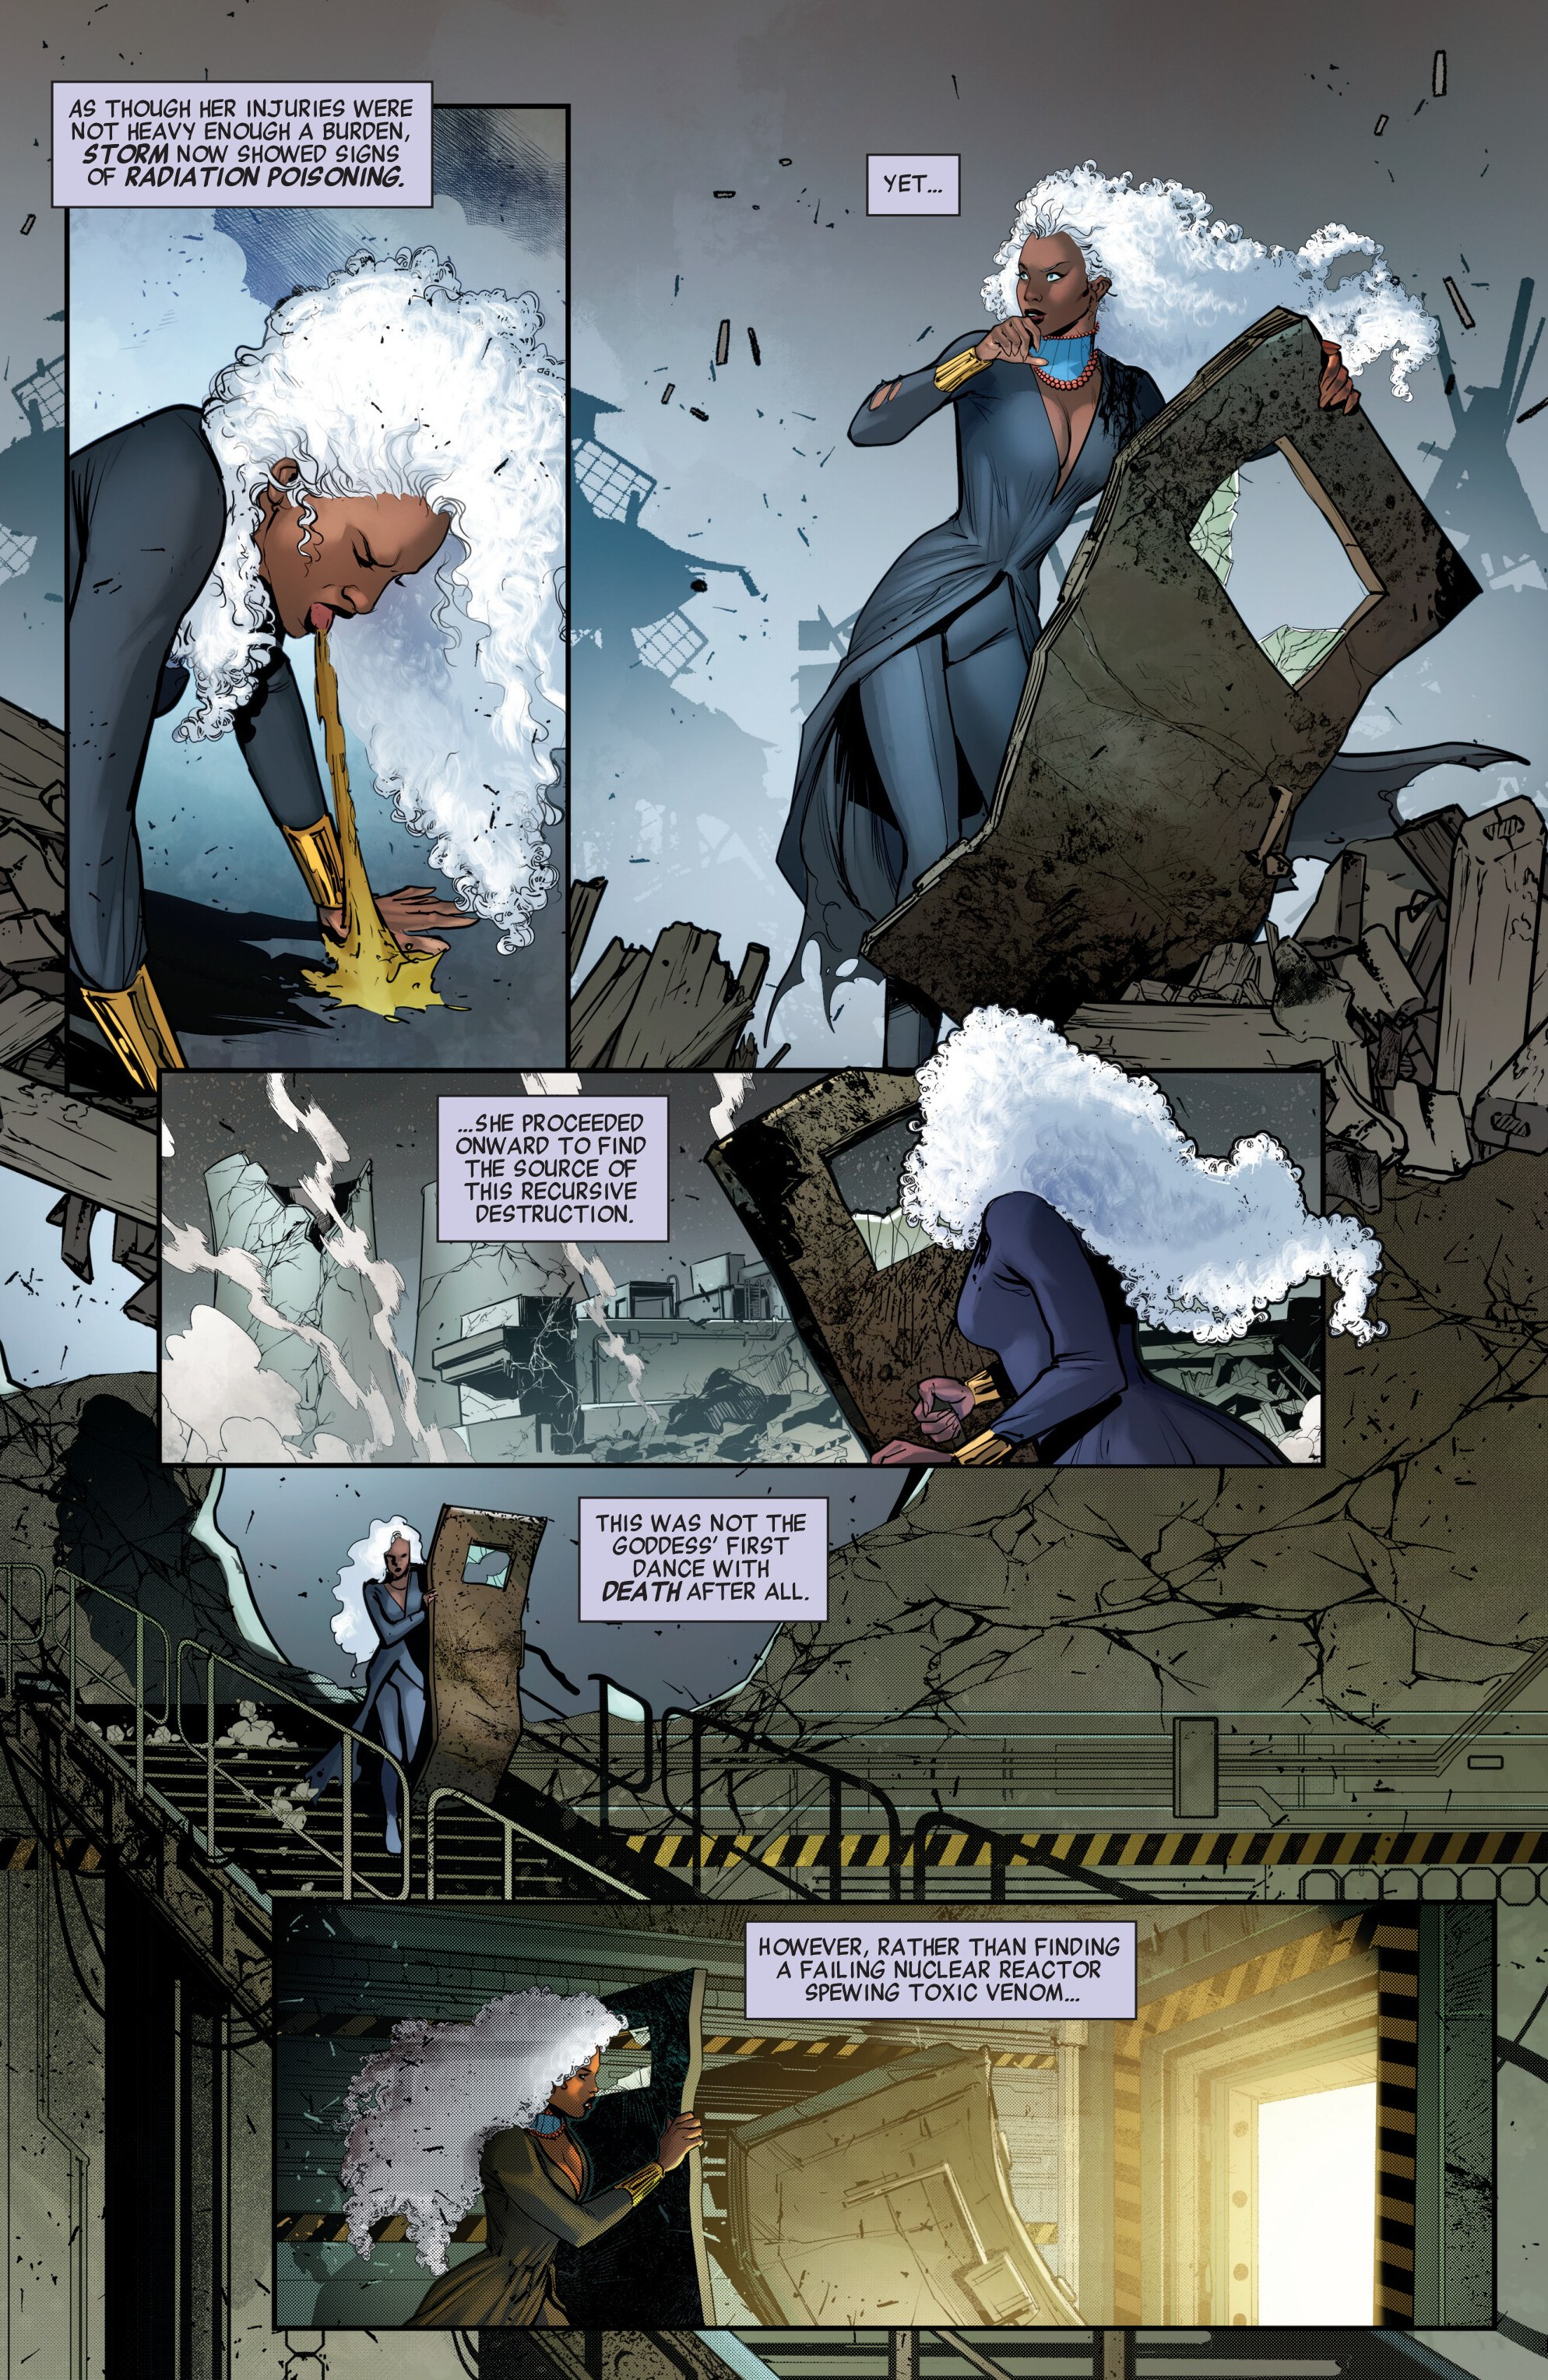 AS THOUGH HER INJURIES WERE
NOT HEAVY ENOUGH A BURDEN,
STORM NOW SHOWED SIGNS
OF RADIATION POISONING.
YET...
...SHE PROCEEDED
ONWARD TO FIND
THE SOURCE OF
THIS RECURSIVE
DESTRUCTION.
THIS WAS NOT THE
GODDESS' FIRST
DANCE WITH
DEATH AFTER ALL.
HOWEVER, RATHER THAN FINDING
A FAILING NUCLEAR REACTOR
SPEWING TOXIC VENOM...